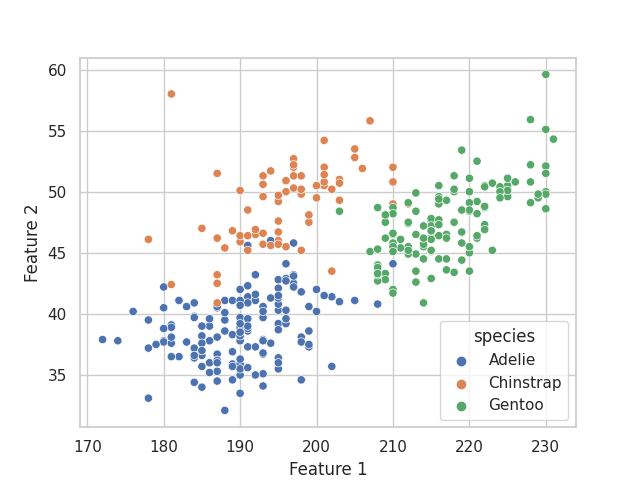 60
55
50
45
40
35
Feature 2
species
Adelie
Chinstrap
Gentoo
170 180 190 200 210 220 230
Feature 1